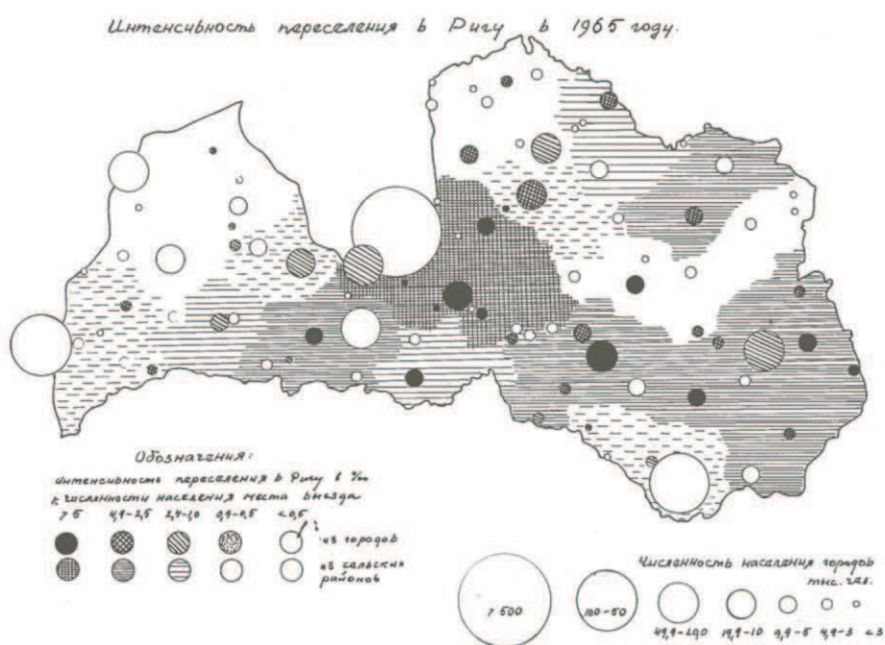 Интенсивность переселения в Ригу в 1965 году.
Обозначения:
интенсивность переселения в Ригу в ‰
к численности населения места выезда
>5 4,9-2,5 2,4-1,0 0,9-0,5 <0,5
из городов
из сельских
районов
Численность населения городов
тыс. чел.
>500 100-50 49,9-20,0 19,9-10 9,9-5 4,9-3 <3